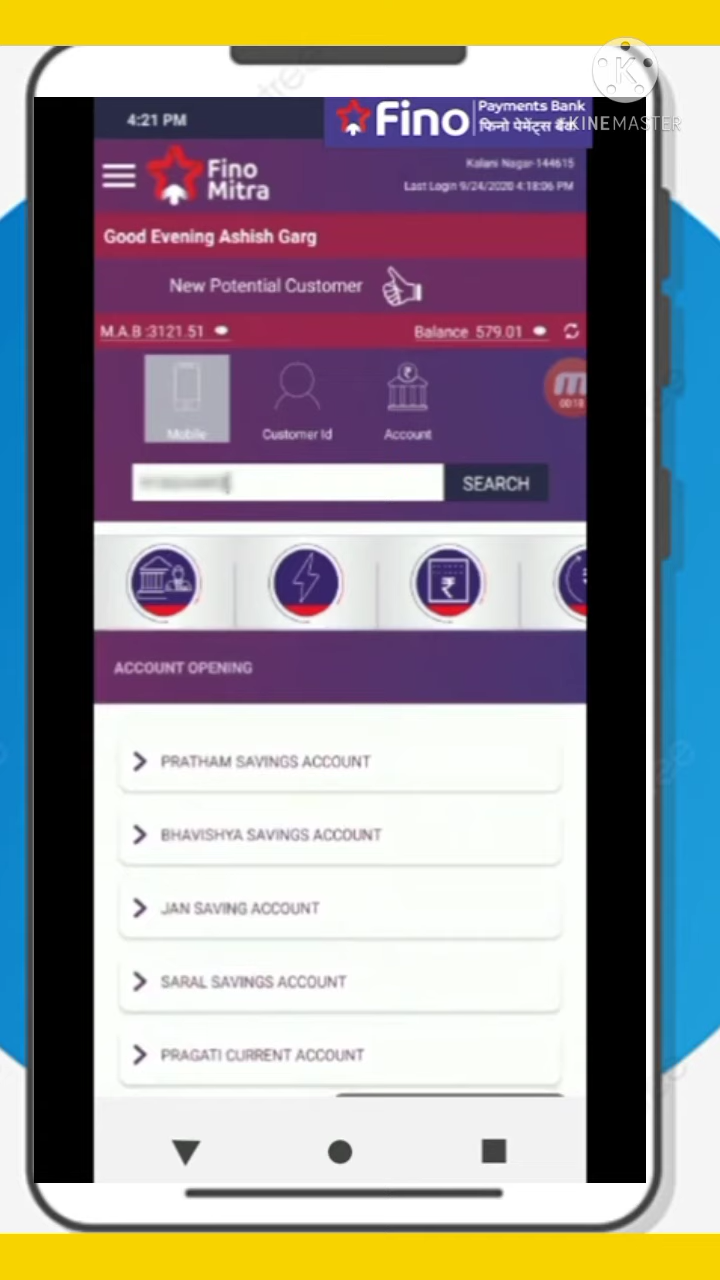 4:21 PM
Fino
Payments Bank
फिनो पेमेंट्स बैंक
KINEMASTER
Fino
Mitra
Kalani Nagar-144615
Last Login 9/24/2020 4:18:06 PM
Good Evening Ashish Garg
New Potential Customer
M.A.B :3121.51
Balance 579.01
00:18
Mobile
Customer Id
Account
SEARCH
ACCOUNT OPENING
PRATHAM SAVINGS ACCOUNT
BHAVISHYA SAVINGS ACCOUNT
JAN SAVING ACCOUNT
SARAL SAVINGS ACCOUNT
PRAGATI CURRENT ACCOUNT